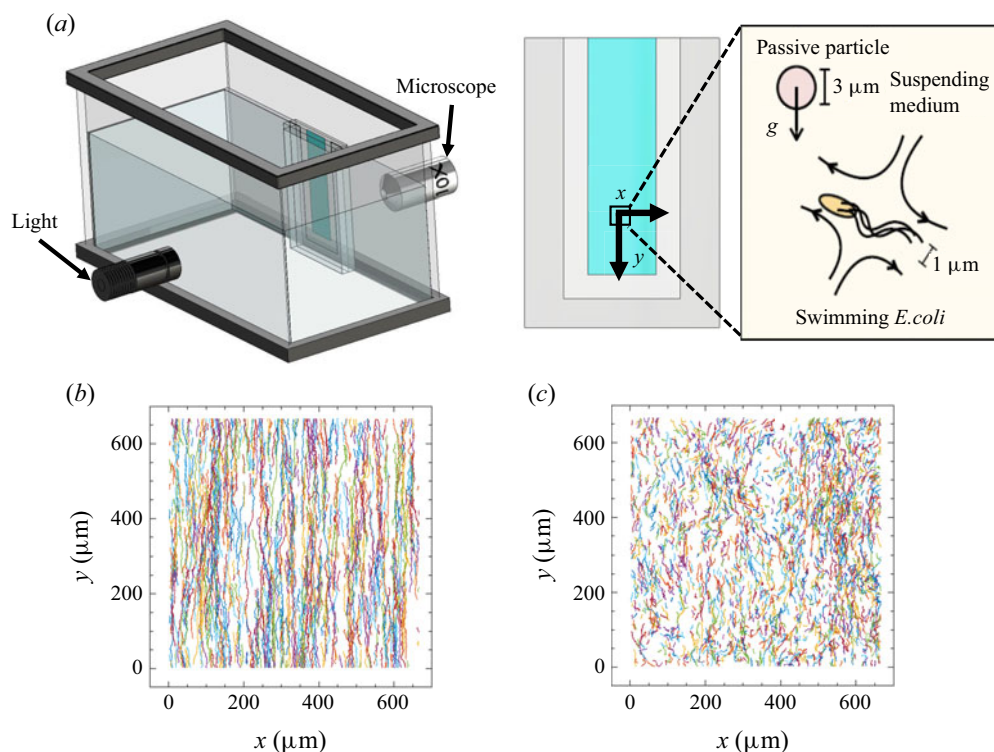 (a)
Microscope
10X
Light
x
y
Passive particle
3 μm
Suspending
medium
g
1 μm
Swimming E.coli
(b)
600
400
200
0
y (μm)
0 200 400 600
x (μm)
(c)
600
400
200
0
y (μm)
0 200 400 600
x (μm)